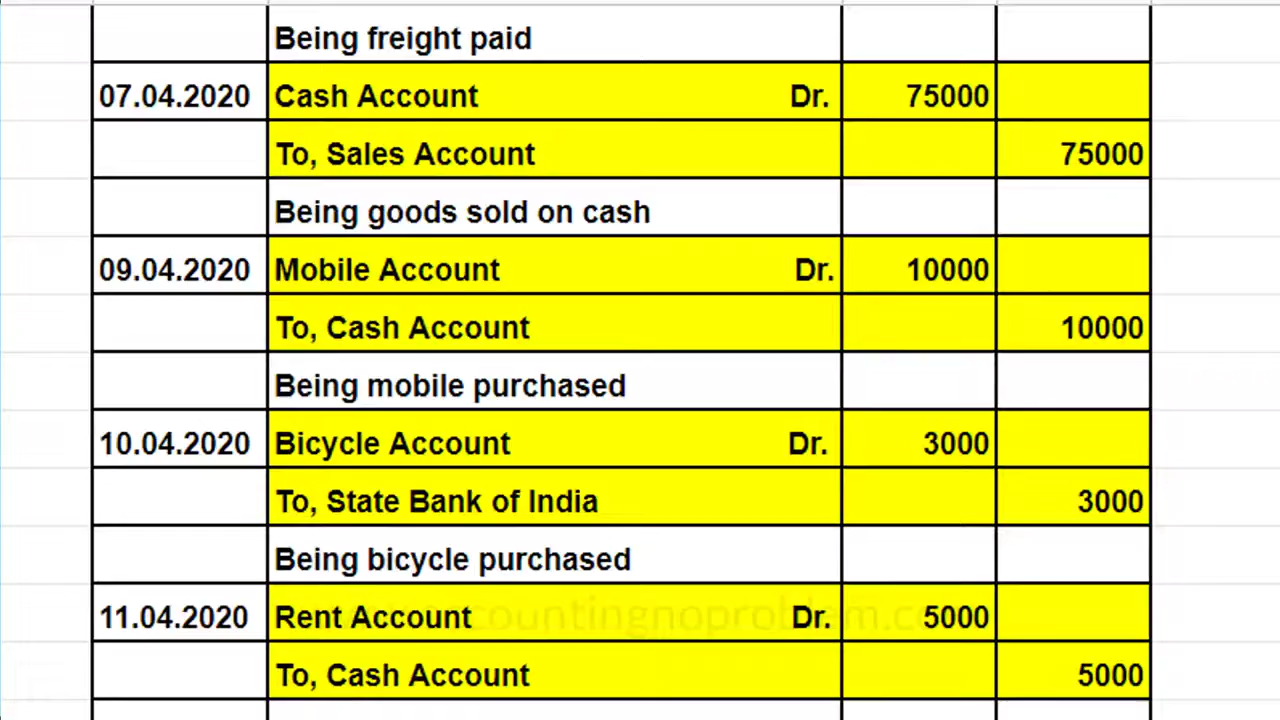 Being freight paid
07.04.2020 Cash Account Dr. 75000
To, Sales Account 75000
Being goods sold on cash
09.04.2020 Mobile Account Dr. 10000
To, Cash Account 10000
Being mobile purchased
10.04.2020 Bicycle Account Dr. 3000
To, State Bank of India 3000
Being bicycle purchased
11.04.2020 Rent Account Dr. 5000
To, Cash Account 5000